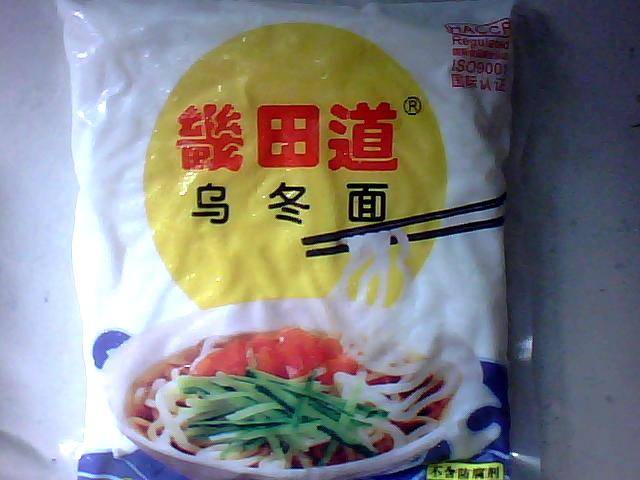 HACCP
Regulated
ISO9001
国际认证
畿田道®
乌冬面
不含防腐剂